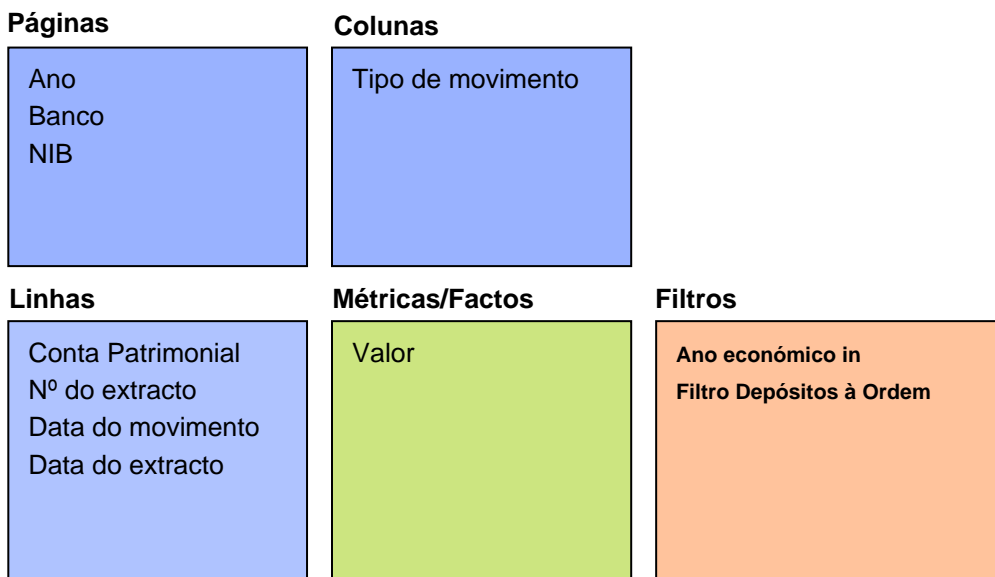 Páginas
Ano
Banco
NIB
Colunas
Tipo de movimento
Linhas
Conta Patrimonial
Nº do extracto
Data do movimento
Data do extracto
Métricas/Factos
Valor
Filtros
Ano económico in
Filtro Depósitos à Ordem